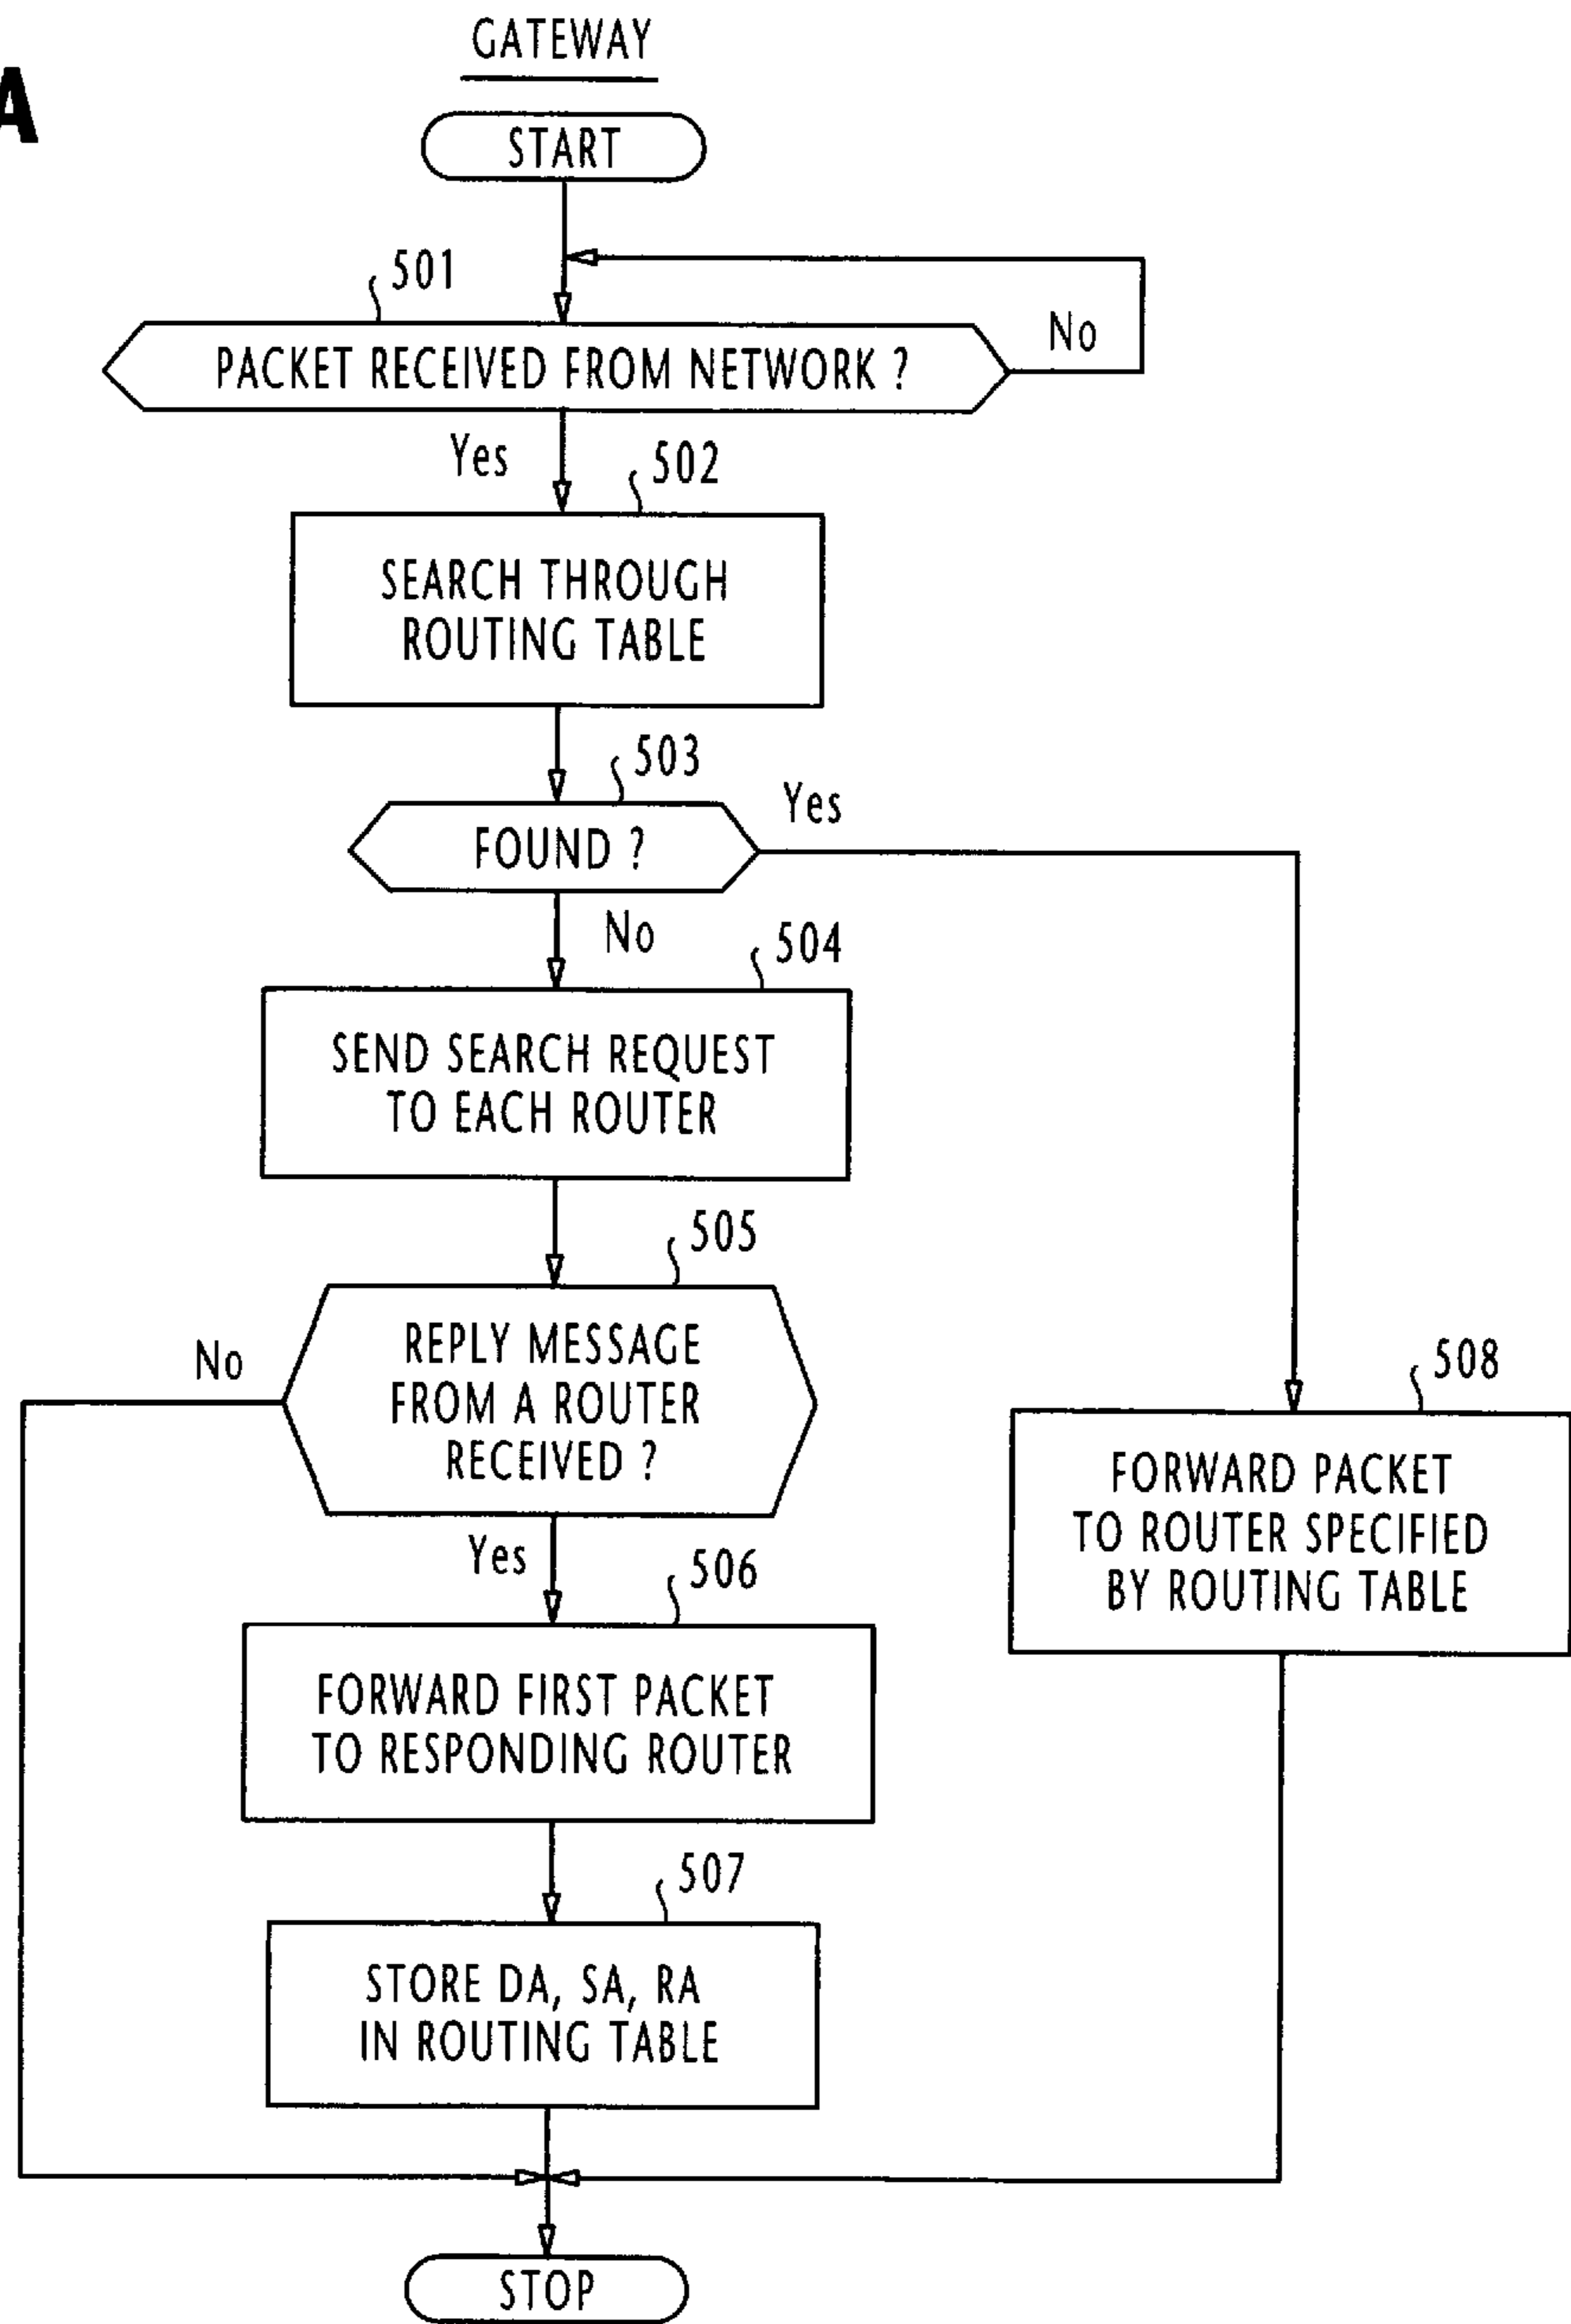 A
GATEWAY
START
501
PACKET RECEIVED FROM NETWORK ?
No
Yes
502
SEARCH THROUGH
ROUTING TABLE
503
FOUND ?
Yes
No
504
SEND SEARCH REQUEST
TO EACH ROUTER
505
REPLY MESSAGE
FROM A ROUTER
RECEIVED ?
No
Yes
506
FORWARD FIRST PACKET
TO RESPONDING ROUTER
507
STORE DA, SA, RA
IN ROUTING TABLE
508
FORWARD PACKET
TO ROUTER SPECIFIED
BY ROUTING TABLE
STOP